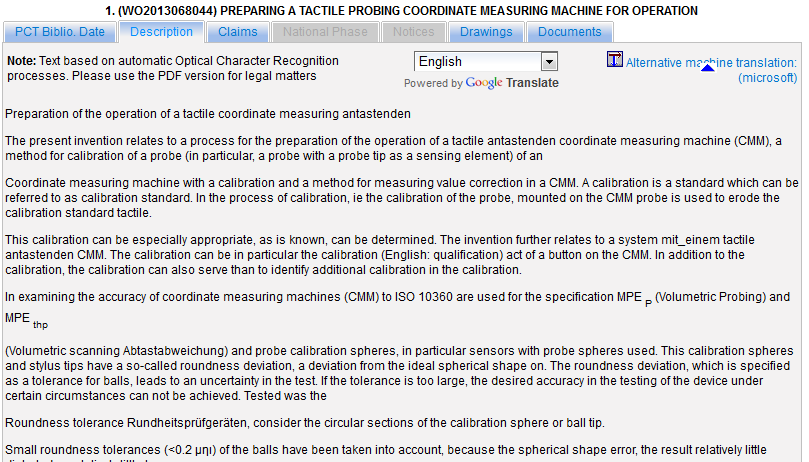 1. (WO2013068044) PREPARING A TACTILE PROBING COORDINATE MEASURING MACHINE FOR OPERATION
PCT Biblio. Date Description Claims National Phase Notices Drawings Documents
Note: Text based on automatic Optical Character Recognition
processes. Please use the PDF version for legal matters
English
Powered by Google Translate
Alternative machine translation:
(microsoft)
Preparation of the operation of a tactile coordinate measuring antastenden
The present invention relates to a process for the preparation of the operation of a tactile antastenden coordinate measuring machine (CMM), a
method for calibration of a probe (in particular, a probe with a probe tip as a sensing element) of an
Coordinate measuring machine with a calibration and a method for measuring value correction in a CMM. A calibration is a standard which can be
referred to as calibration standard. In the process of calibration, ie the calibration of the probe, mounted on the CMM probe is used to erode the
calibration standard tactile.
This calibration can be especially appropriate, as is known, can be determined. The invention further relates to a system mit_einem tactile
antastenden CMM. The calibration can be in particular the calibration (English: qualification) act of a button on the CMM. In addition to the
calibration, the calibration can also serve than to identify additional calibration in the calibration.
In examining the accuracy of coordinate measuring machines (CMM) to ISO 10360 are used for the specification MPE P (Volumetric Probing) and
MPE thp
(Volumetric scanning Abtastabweichung) and probe calibration spheres, in particular sensors with probe spheres used. This calibration spheres
and stylus tips have a so-called roundness deviation, a deviation from the ideal spherical shape on. The roundness deviation, which is specified
as a tolerance for balls, leads to an uncertainty in the test. If the tolerance is too large, the desired accuracy in the testing of the device under
certain circumstances can not be achieved. Tested was the
Roundness tolerance Rundheitsprüfgeräten, consider the circular sections of the calibration sphere or ball tip.
Small roundness tolerances (<0.2 μηι) of the balls have been taken into account, because the spherical shape error, the result relatively little